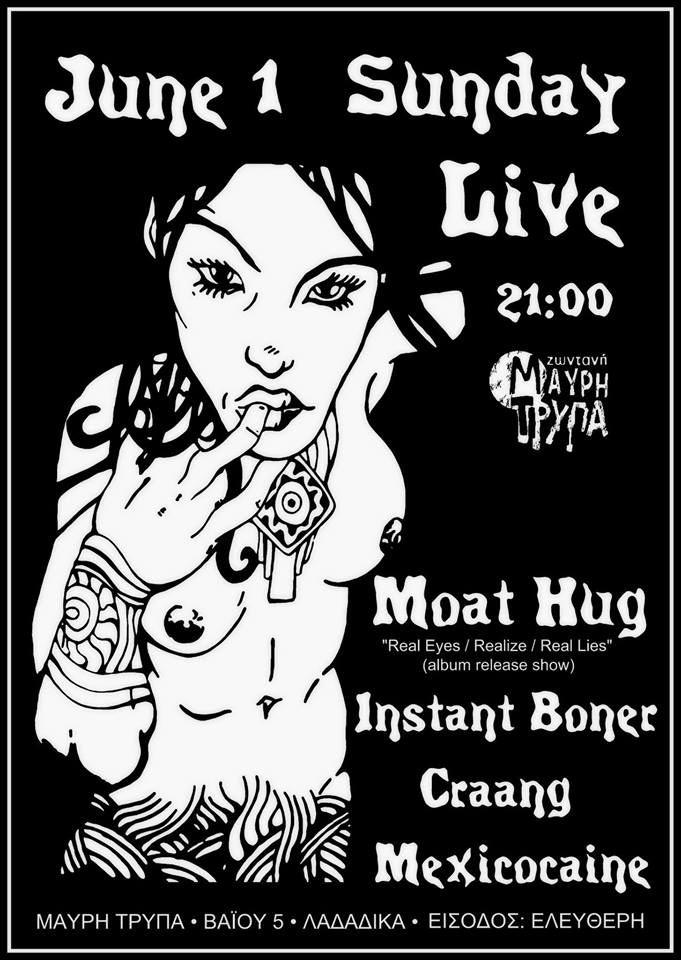 June 1 Sunday
Live
21:00
ζωντανή
ΜΑΥΡΗ
ΤΡΥΠΑ
Moat Hug
"Real Eyes / Realize / Real Lies"
(album release show)
Instant Boner
Craang
Mexicocaine
ΜΑΥΡΗ ΤΡΥΠΑ • ΒΑΪΟΥ 5 • ΛΑΔΑΔΙΚΑ • ΕΙΣΟΔΟΣ: ΕΛΕΥΘΕΡΗ